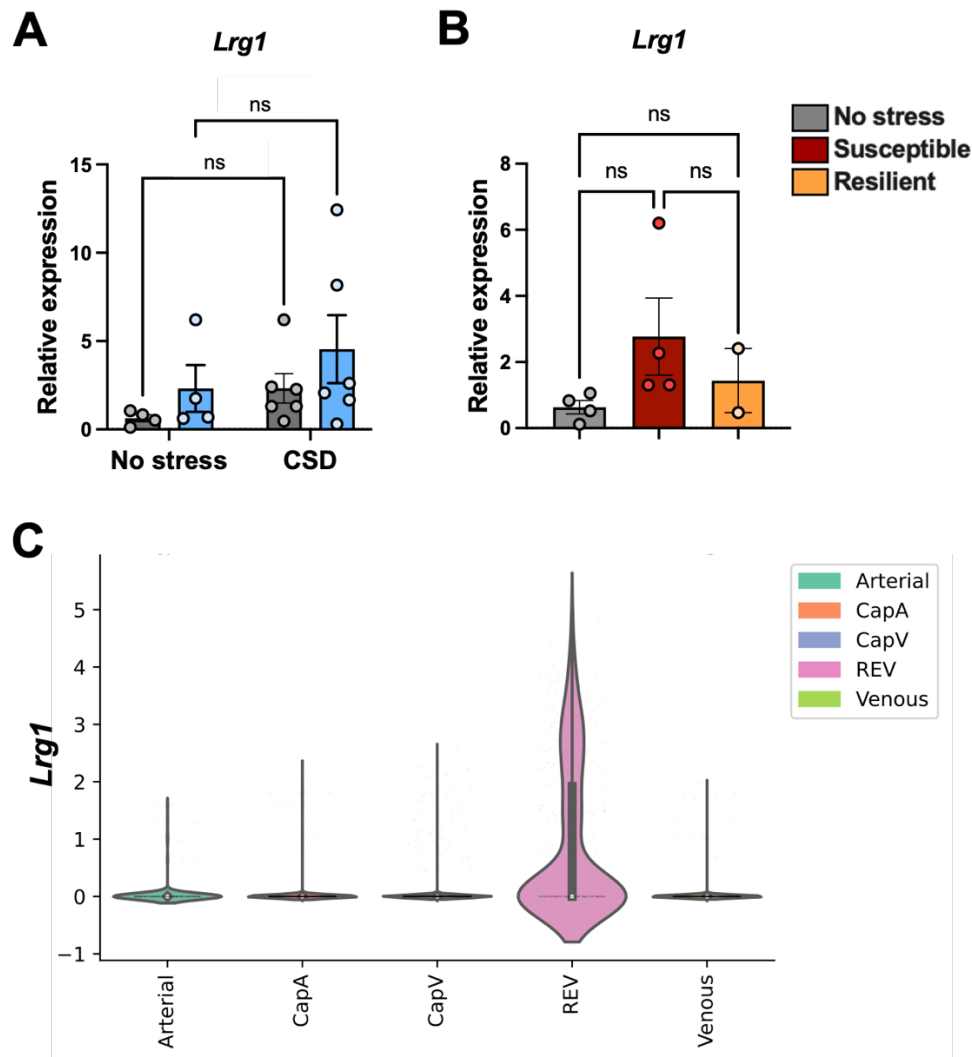 A
Lrg1
ns
ns
15
10
5
0
Relative expression
No stress
CSD
B
Lrg1
ns
ns
ns
8
6
4
2
0
Relative expression
No stress
Susceptible
Resilient
C
Lrg1
5
4
3
2
1
0
−1
Arterial
CapA
CapV
REV
Venous
Arterial
CapA
CapV
REV
Venous